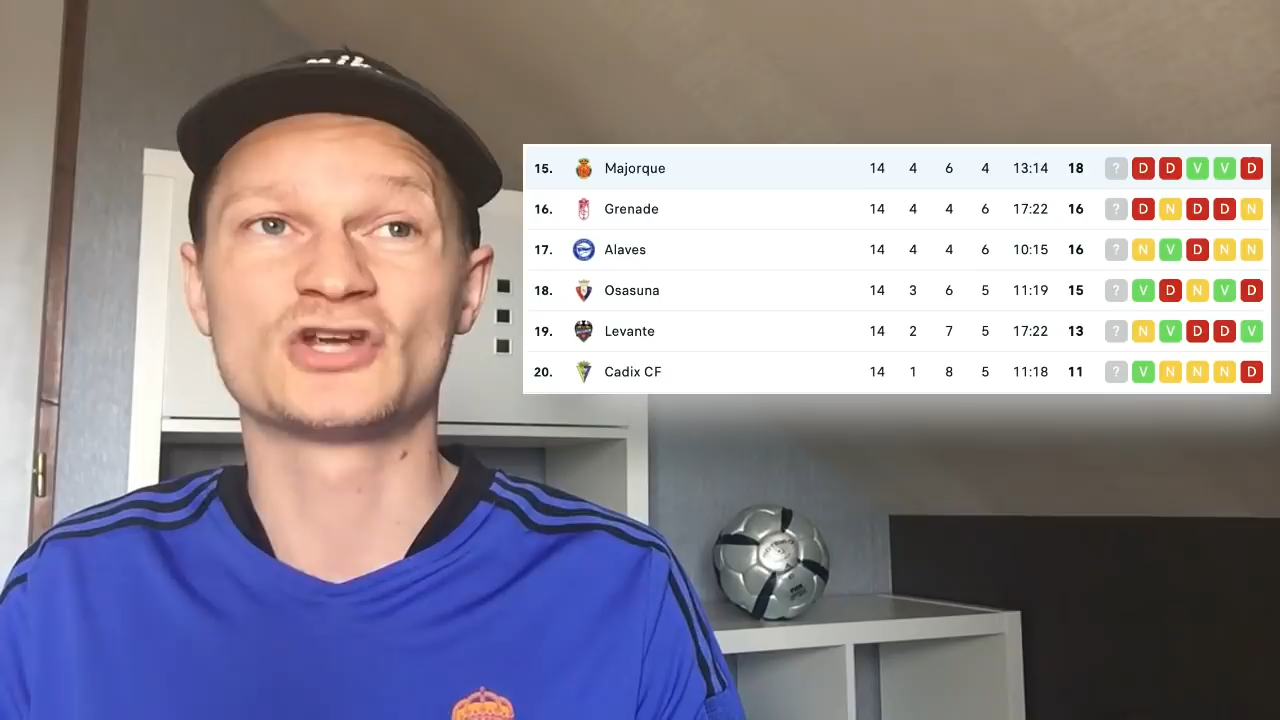 15. Majorque 14 4 6 4 13:14 18 ? D D V V D
16. Grenade 14 4 4 6 17:22 16 ? D N D D N
17. Alaves 14 4 4 6 10:15 16 ? N V D N N
18. Osasuna 14 3 6 5 11:19 15 ? V D N V D
19. Levante 14 2 7 5 17:22 13 ? N V D D V
20. Cadix CF 14 1 8 5 11:18 11 ? V N N N D